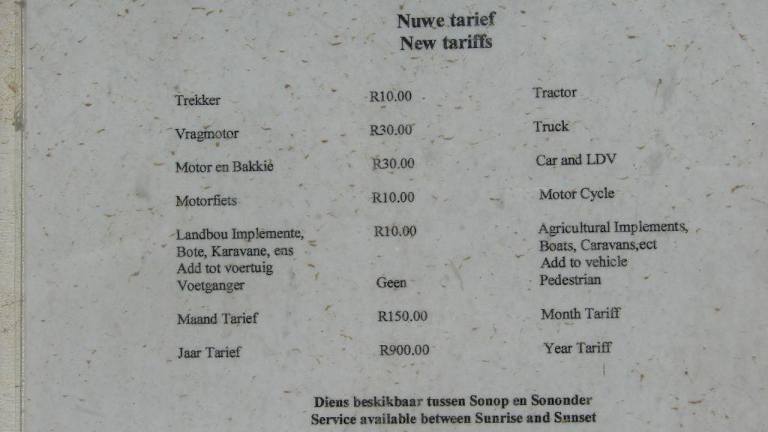 Nuwe tarief
New tariffs
Trekker R10.00 Tractor
Vragmotor R30.00 Truck
Motor en Bakkie R30.00 Car and LDV
Motorfiets R10.00 Motor Cycle
Landbou Implemente, R10.00 Agricultural Implements,
Bote, Karavane, ens Boats, Caravans,ect
Add tot voertuig Add to vehicle
Voetganger Geen Pedestrian
Maand Tarief R150.00 Month Tariff
Jaar Tarief R900.00 Year Tariff
Diens beskikbaar tussen Sonop en Sononder
Service available between Sunrise and Sunset